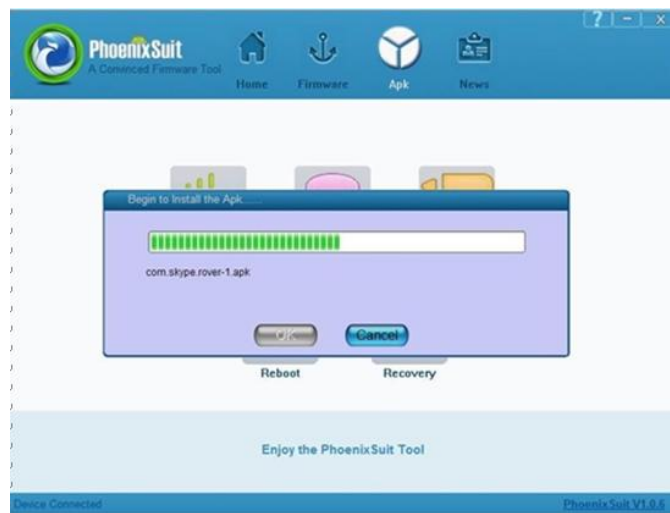 ? - x
PhoenixSuit
A Convinced Firmware Tool
Home Firmware Apk News
Begin to Install the Apk......
com.skype.rover-1.apk
OK Cancel
Reboot Recovery
Enjoy the PhoenixSuit Tool
Device Connected PhoenixSuit V1.0.6